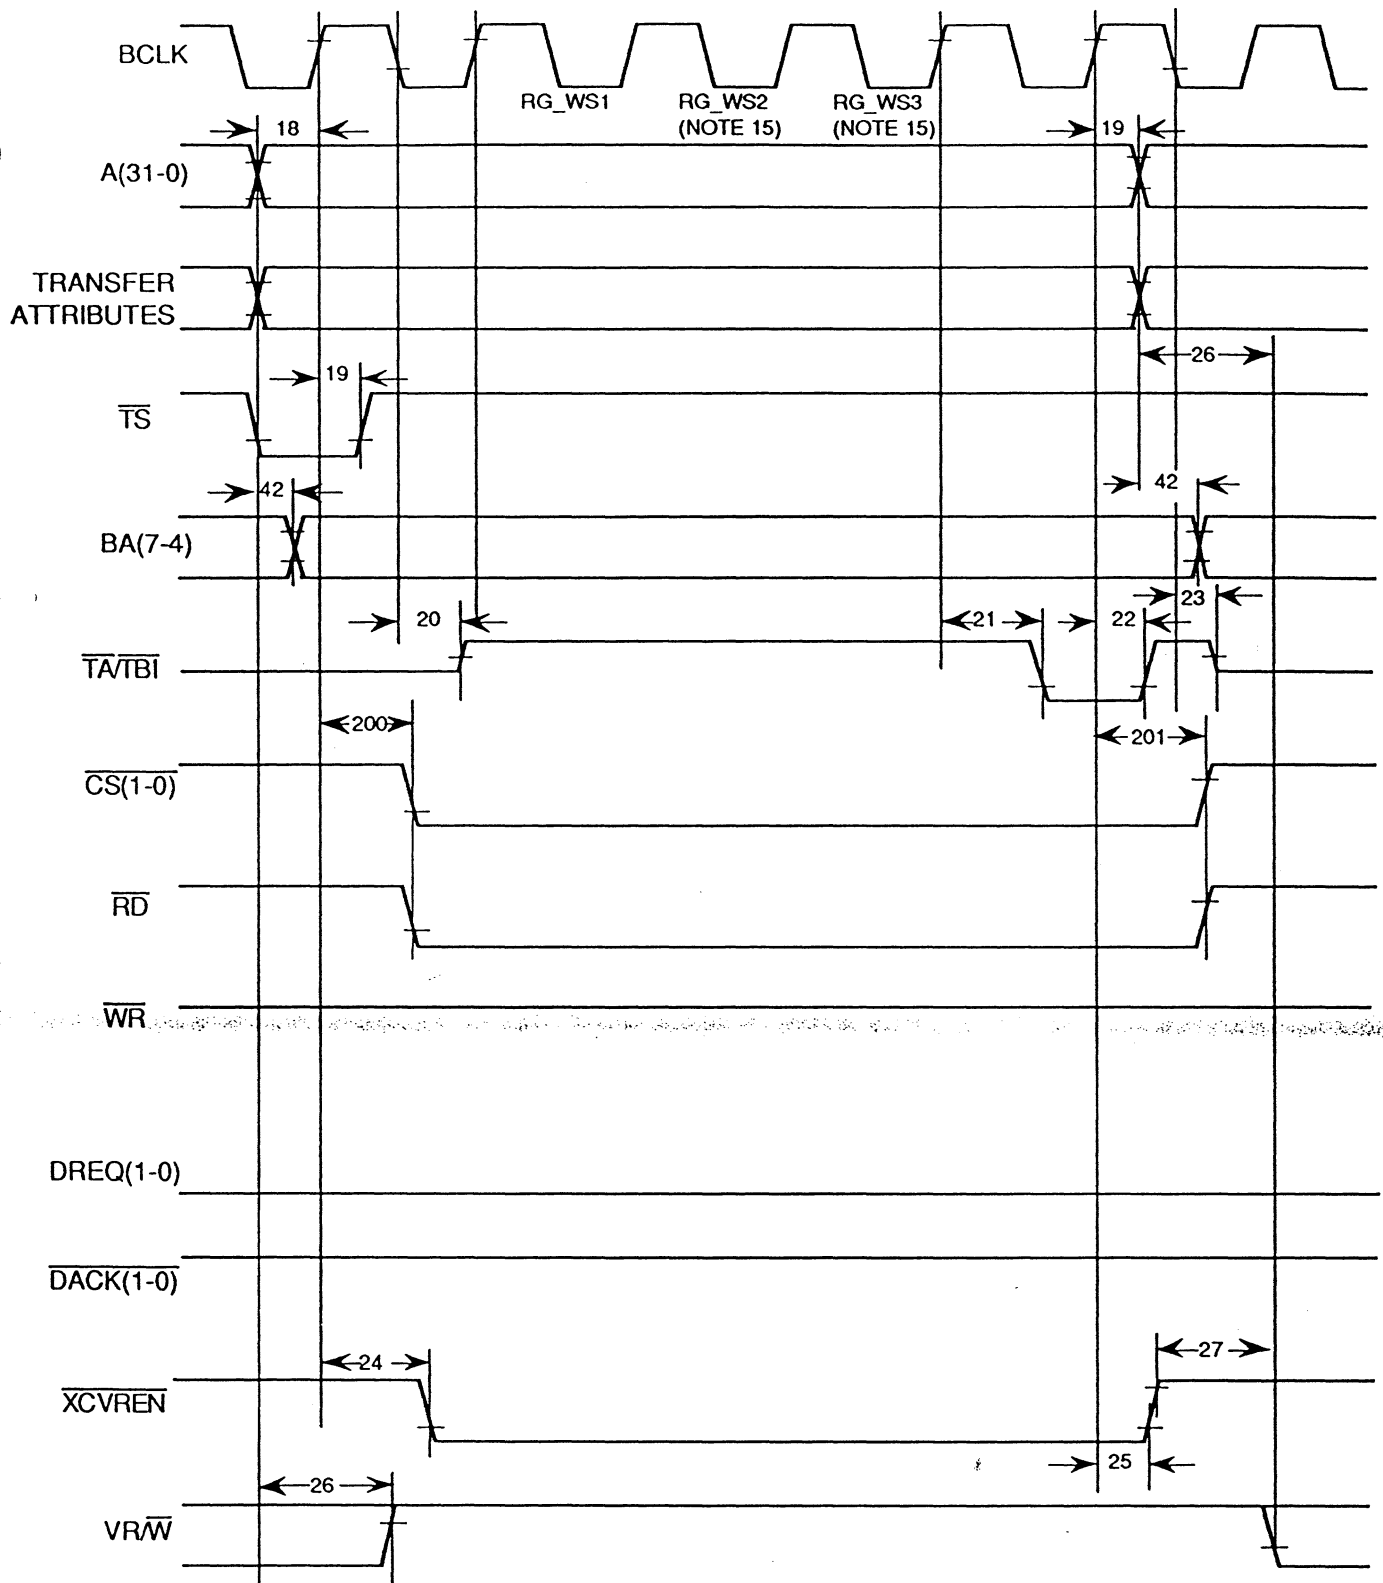 BCLK
RG_WS1 RG_WS2 RG_WS3
(NOTE 15) (NOTE 15)
18 19
A(31-0)
TRANSFER
ATTRIBUTES
26
19
TS
42 42
BA(7-4)
23
20 21 22
TA/TBI
200 201
CS(1-0)
RD
WR
DREQ(1-0)
DACK(1-0)
24 27
XCVREN
25
26
VR/W